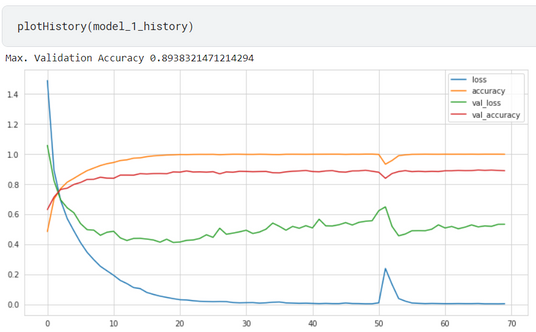 plotHistory(model_1_history)
Max. Validation Accuracy 0.8938321471214294
loss
accuracy
val_loss
val_accuracy
1.4
1.2
1.0
0.8
0.6
0.4
0.2
0.0
0 10 20 30 40 50 60 70